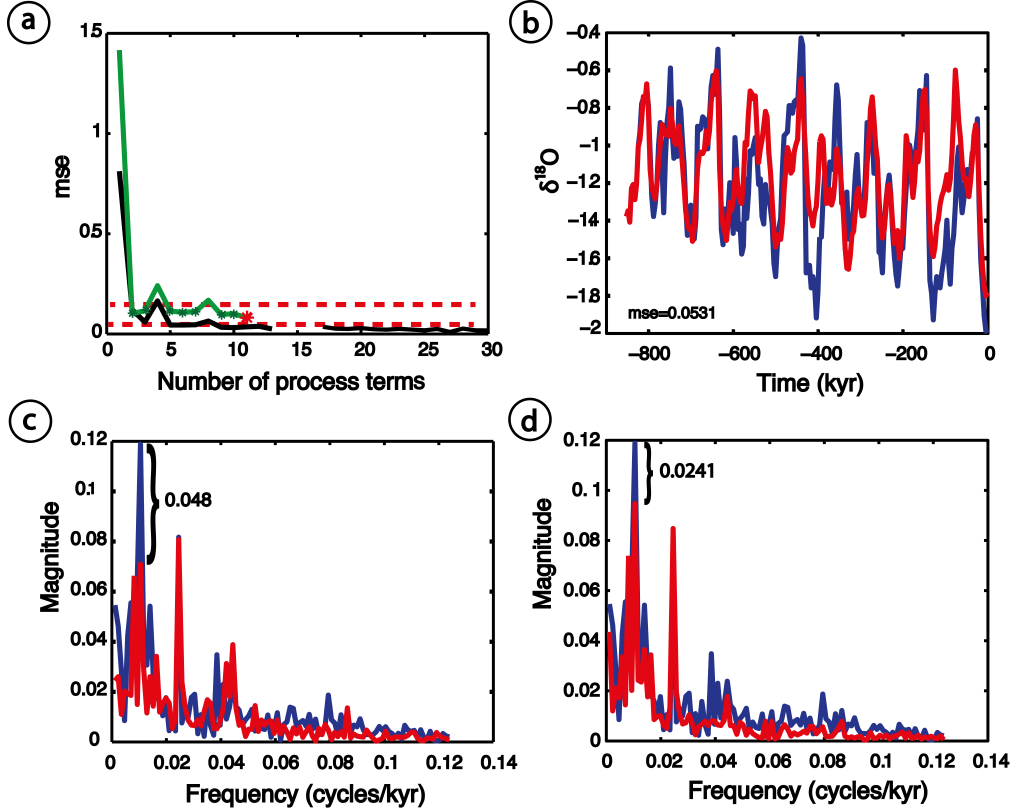 a
15
1
05
0
mse
0 5 10 15 20 25 30
Number of process terms
b
−0.4
−0.6
−0.8
−1
−1.2
−1.4
−1.6
−1.8
−2
δ¹⁸O
mse=0.0531
−800 −600 −400 −200 0
Time (kyr)
c
0.12
0.1
0.08
0.06
0.04
0.02
0
Magnitude
0.048
0 0.02 0.04 0.06 0.08 0.1 0.12 0.14
Frequency (cycles/kyr)
d
0.12
0.1
0.08
0.06
0.04
0.02
0
Magnitude
0.0241
0 0.02 0.04 0.06 0.08 0.1 0.12 0.14
Frequency (cycles/kyr)